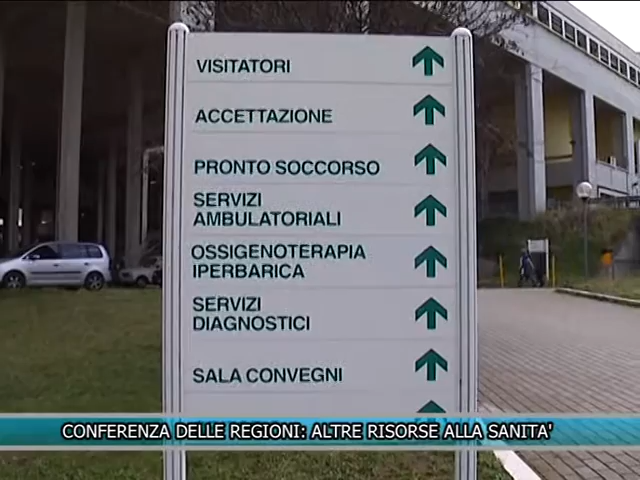 VISITATORI
ACCETTAZIONE
PRONTO SOCCORSO
SERVIZI
AMBULATORIALI
OSSIGENOTERAPIA
IPERBARICA
SERVIZI
DIAGNOSTICI
SALA CONVEGNI
CONFERENZA DELLE REGIONI: ALTRE RISORSE ALLA SANITA'